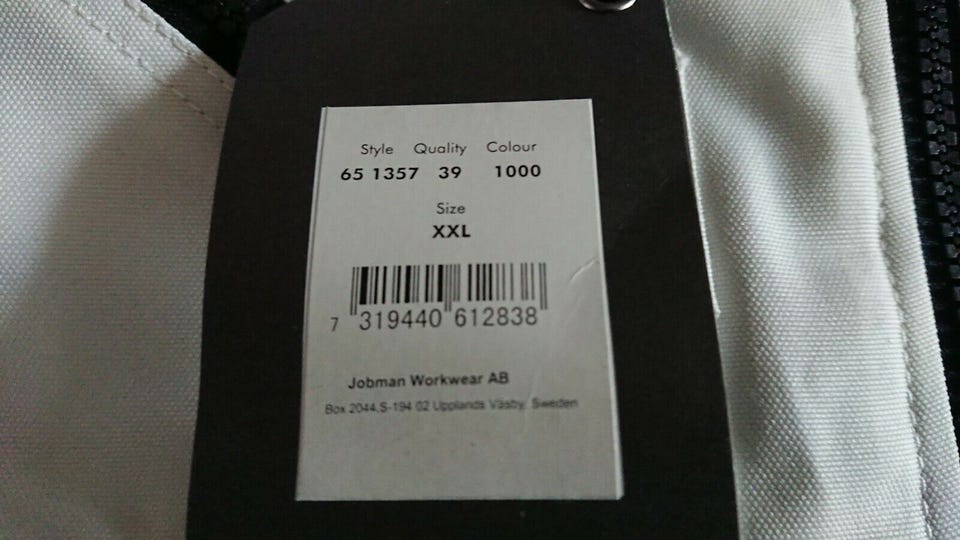 Style Quality Colour
65 1357 39 1000
Size
XXL
7 319440 612838
Jobman Workwear AB
Box 2044,S-194 02 Upplands Väsby, Sweden